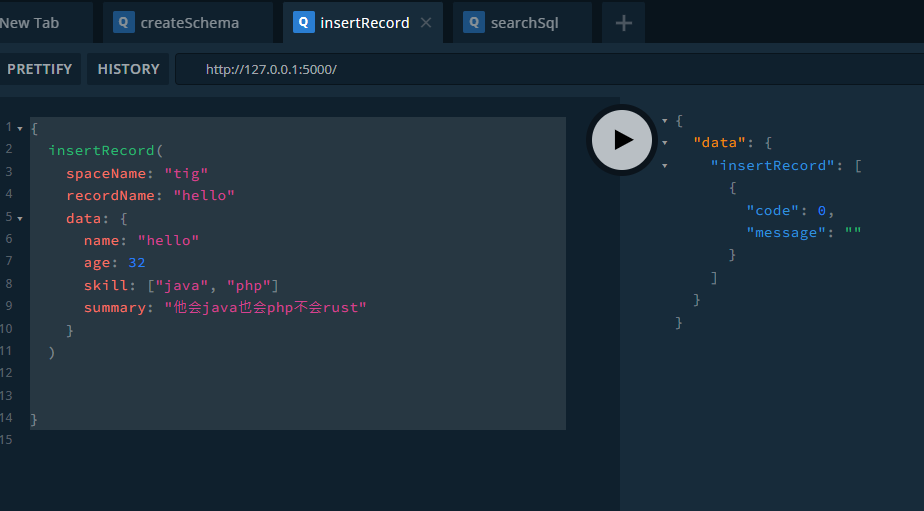 New Tab
Q createSchema
Q insertRecord ×
Q searchSql
+
PRETTIFY
HISTORY
http://127.0.0.1:5000/
1 {
2 insertRecord(
3 spaceName: "tig"
4 recordName: "hello"
5 data: {
6 name: "hello"
7 age: 32
8 skill: ["java", "php"]
9 summary: "他会java也会php不会rust"
10 }
11 )
12
13
14 }
15
{
"data": {
"insertRecord": [
{
"code": 0,
"message": ""
}
]
}
}